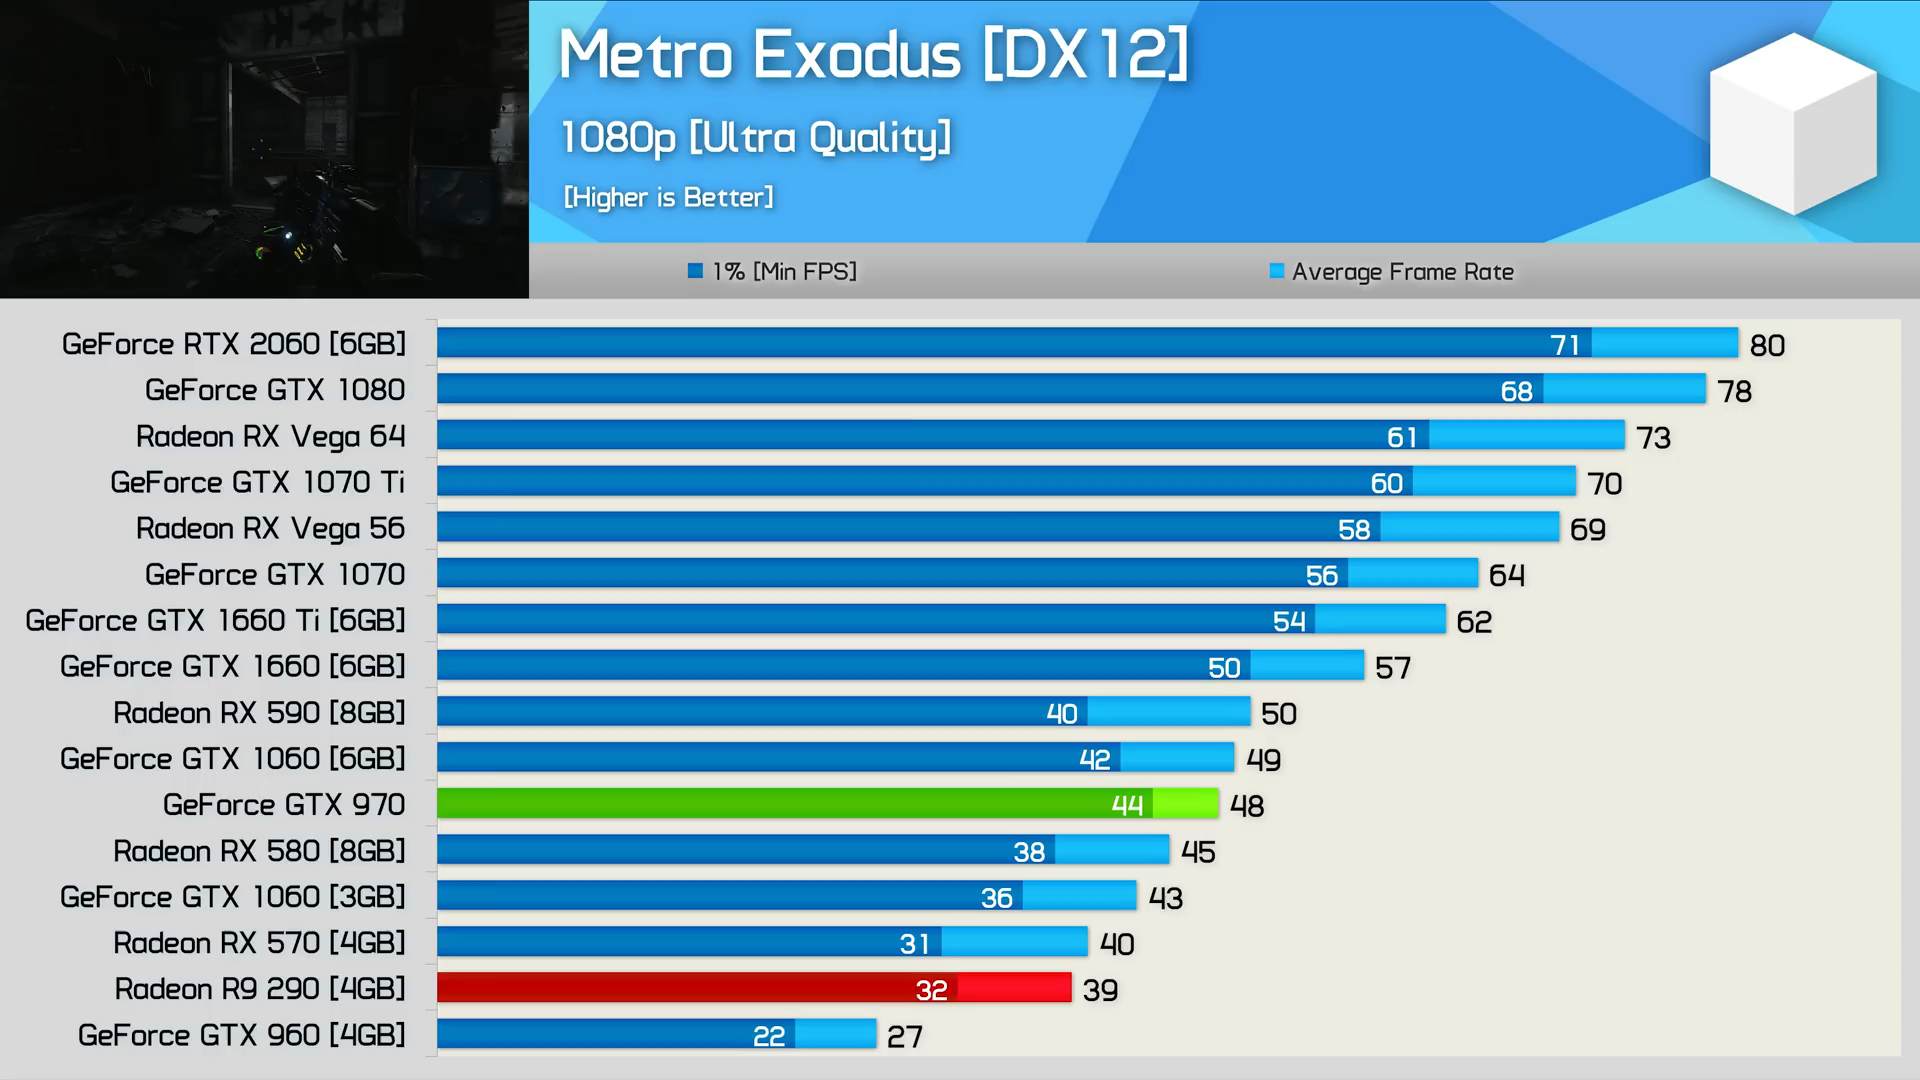 Metro Exodus [DX12]
1080p [Ultra Quality]
[Higher is Better]
1% [Min FPS] Average Frame Rate
GeForce RTX 2060 [6GB] 71 80
GeForce GTX 1080 68 78
Radeon RX Vega 64 61 73
GeForce GTX 1070 Ti 60 70
Radeon RX Vega 56 58 69
GeForce GTX 1070 56 64
GeForce GTX 1660 Ti [6GB] 54 62
GeForce GTX 1660 [6GB] 50 57
Radeon RX 590 [8GB] 40 50
GeForce GTX 1060 [6GB] 42 49
GeForce GTX 970 44 48
Radeon RX 580 [8GB] 38 45
GeForce GTX 1060 [3GB] 36 43
Radeon RX 570 [4GB] 31 40
Radeon R9 290 [4GB] 32 39
GeForce GTX 960 [4GB] 22 27